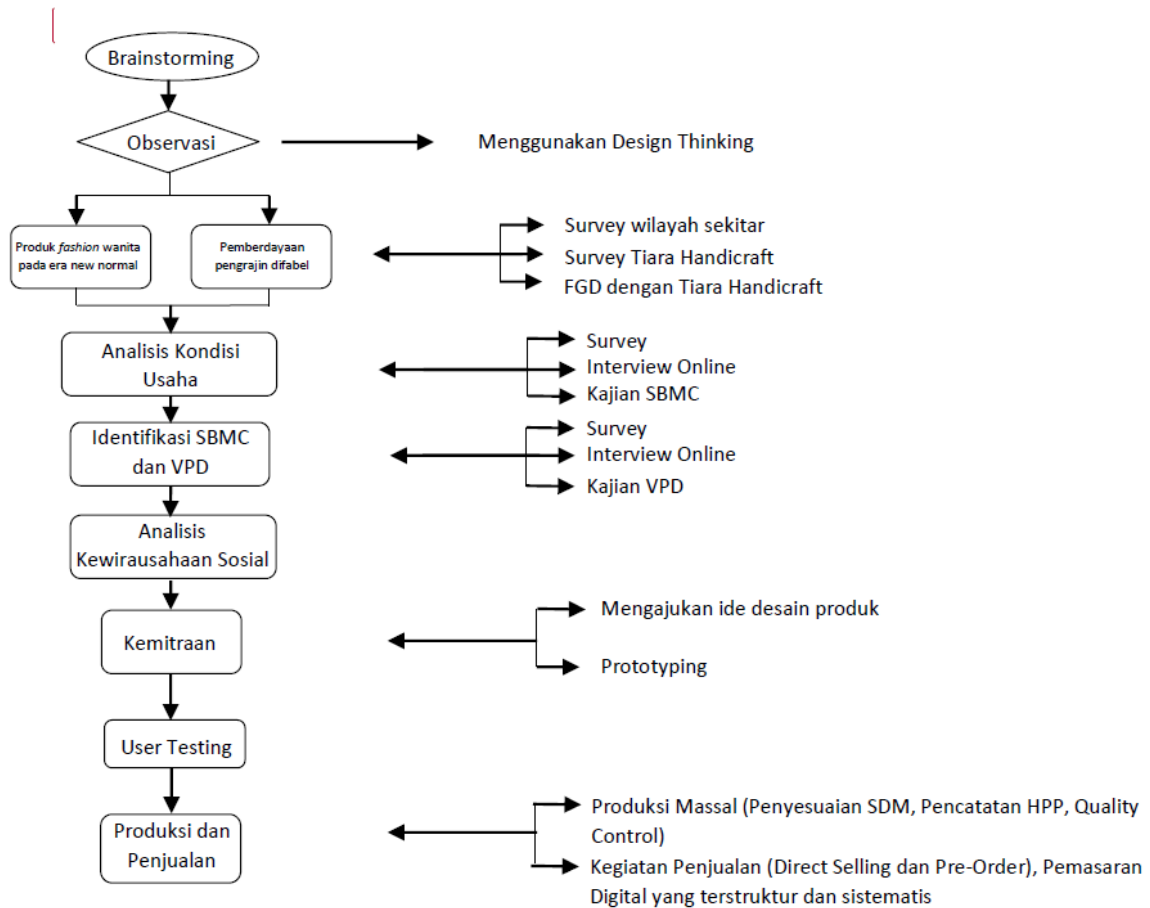 Brainstorming
Observasi
Menggunakan Design Thinking
Produk fashion wanita
pada era new normal
Pemberdayaan
pengrajin difabel
Survey wilayah sekitar
Survey Tiara Handicraft
FGD dengan Tiara Handicraft
Analisis Kondisi
Usaha
Survey
Interview Online
Kajian SBMC
Identifikasi SBMC
dan VPD
Survey
Interview Online
Kajian VPD
Analisis
Kewirausahaan Sosial
Kemitraan
Mengajukan ide desain produk
Prototyping
User Testing
Produksi dan
Penjualan
Produksi Massal (Penyesuaian SDM, Pencatatan HPP, Quality
Control)
Kegiatan Penjualan (Direct Selling dan Pre-Order), Pemasaran
Digital yang terstruktur dan sistematis